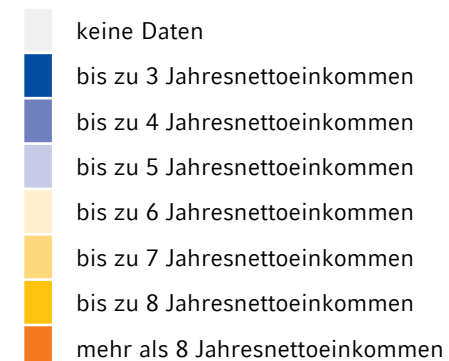 keine Daten
bis zu 3 Jahresnettoeinkommen
bis zu 4 Jahresnettoeinkommen
bis zu 5 Jahresnettoeinkommen
bis zu 6 Jahresnettoeinkommen
bis zu 7 Jahresnettoeinkommen
bis zu 8 Jahresnettoeinkommen
mehr als 8 Jahresnettoeinkommen